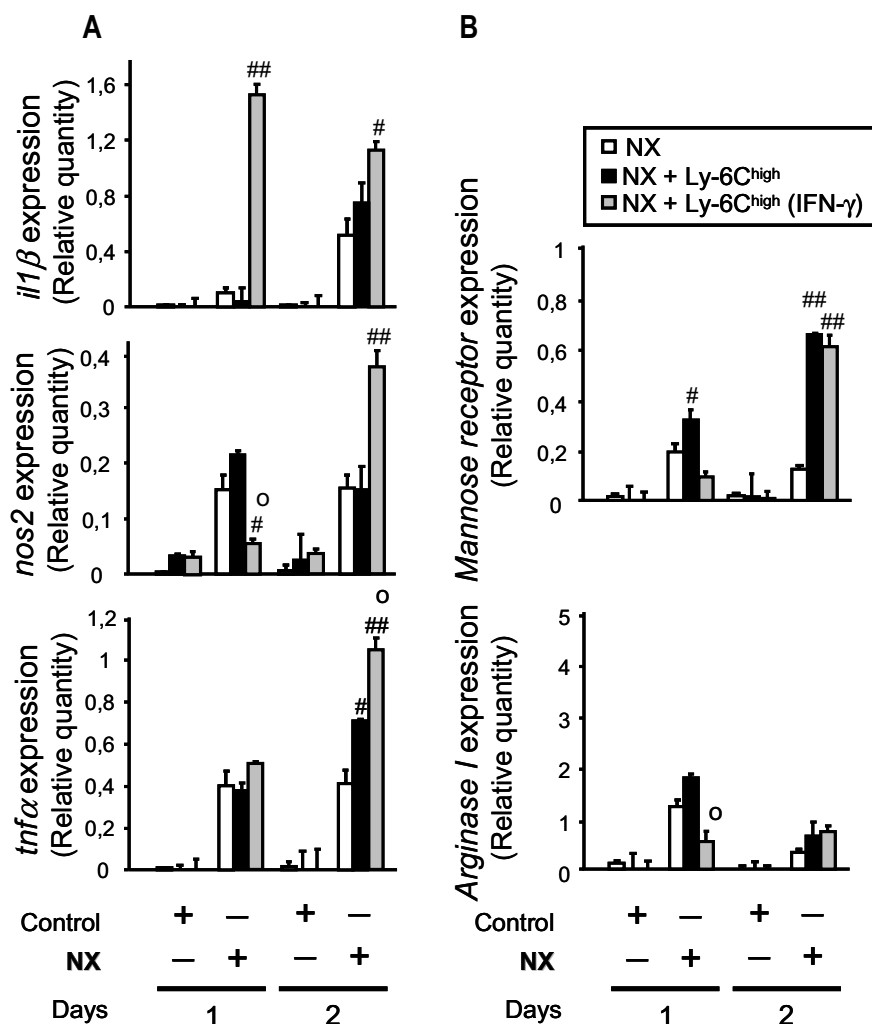 A
il1β expression
(Relative quantity)
1,6
1,2
0,8
0,4
0
##
#
nos2 expression
(Relative quantity)
0,4
0,3
0,2
0,1
0
o
#
##
tnfα expression
(Relative quantity)
1,2
1
0,8
0,6
0,4
0,2
0
o
##
#
Control + – + –
NX – + – +
Days 1 2
B
NX
NX + Ly-6Chigh
NX + Ly-6Chigh (IFN-γ)
Mannose receptor expression
(Relative quantity)
1
0,8
0,6
0,4
0,2
0
#
##
##
Arginase I expression
(Relative quantity)
5
4
3
2
1
0
o
Control + – + –
NX – + – +
Days 1 2